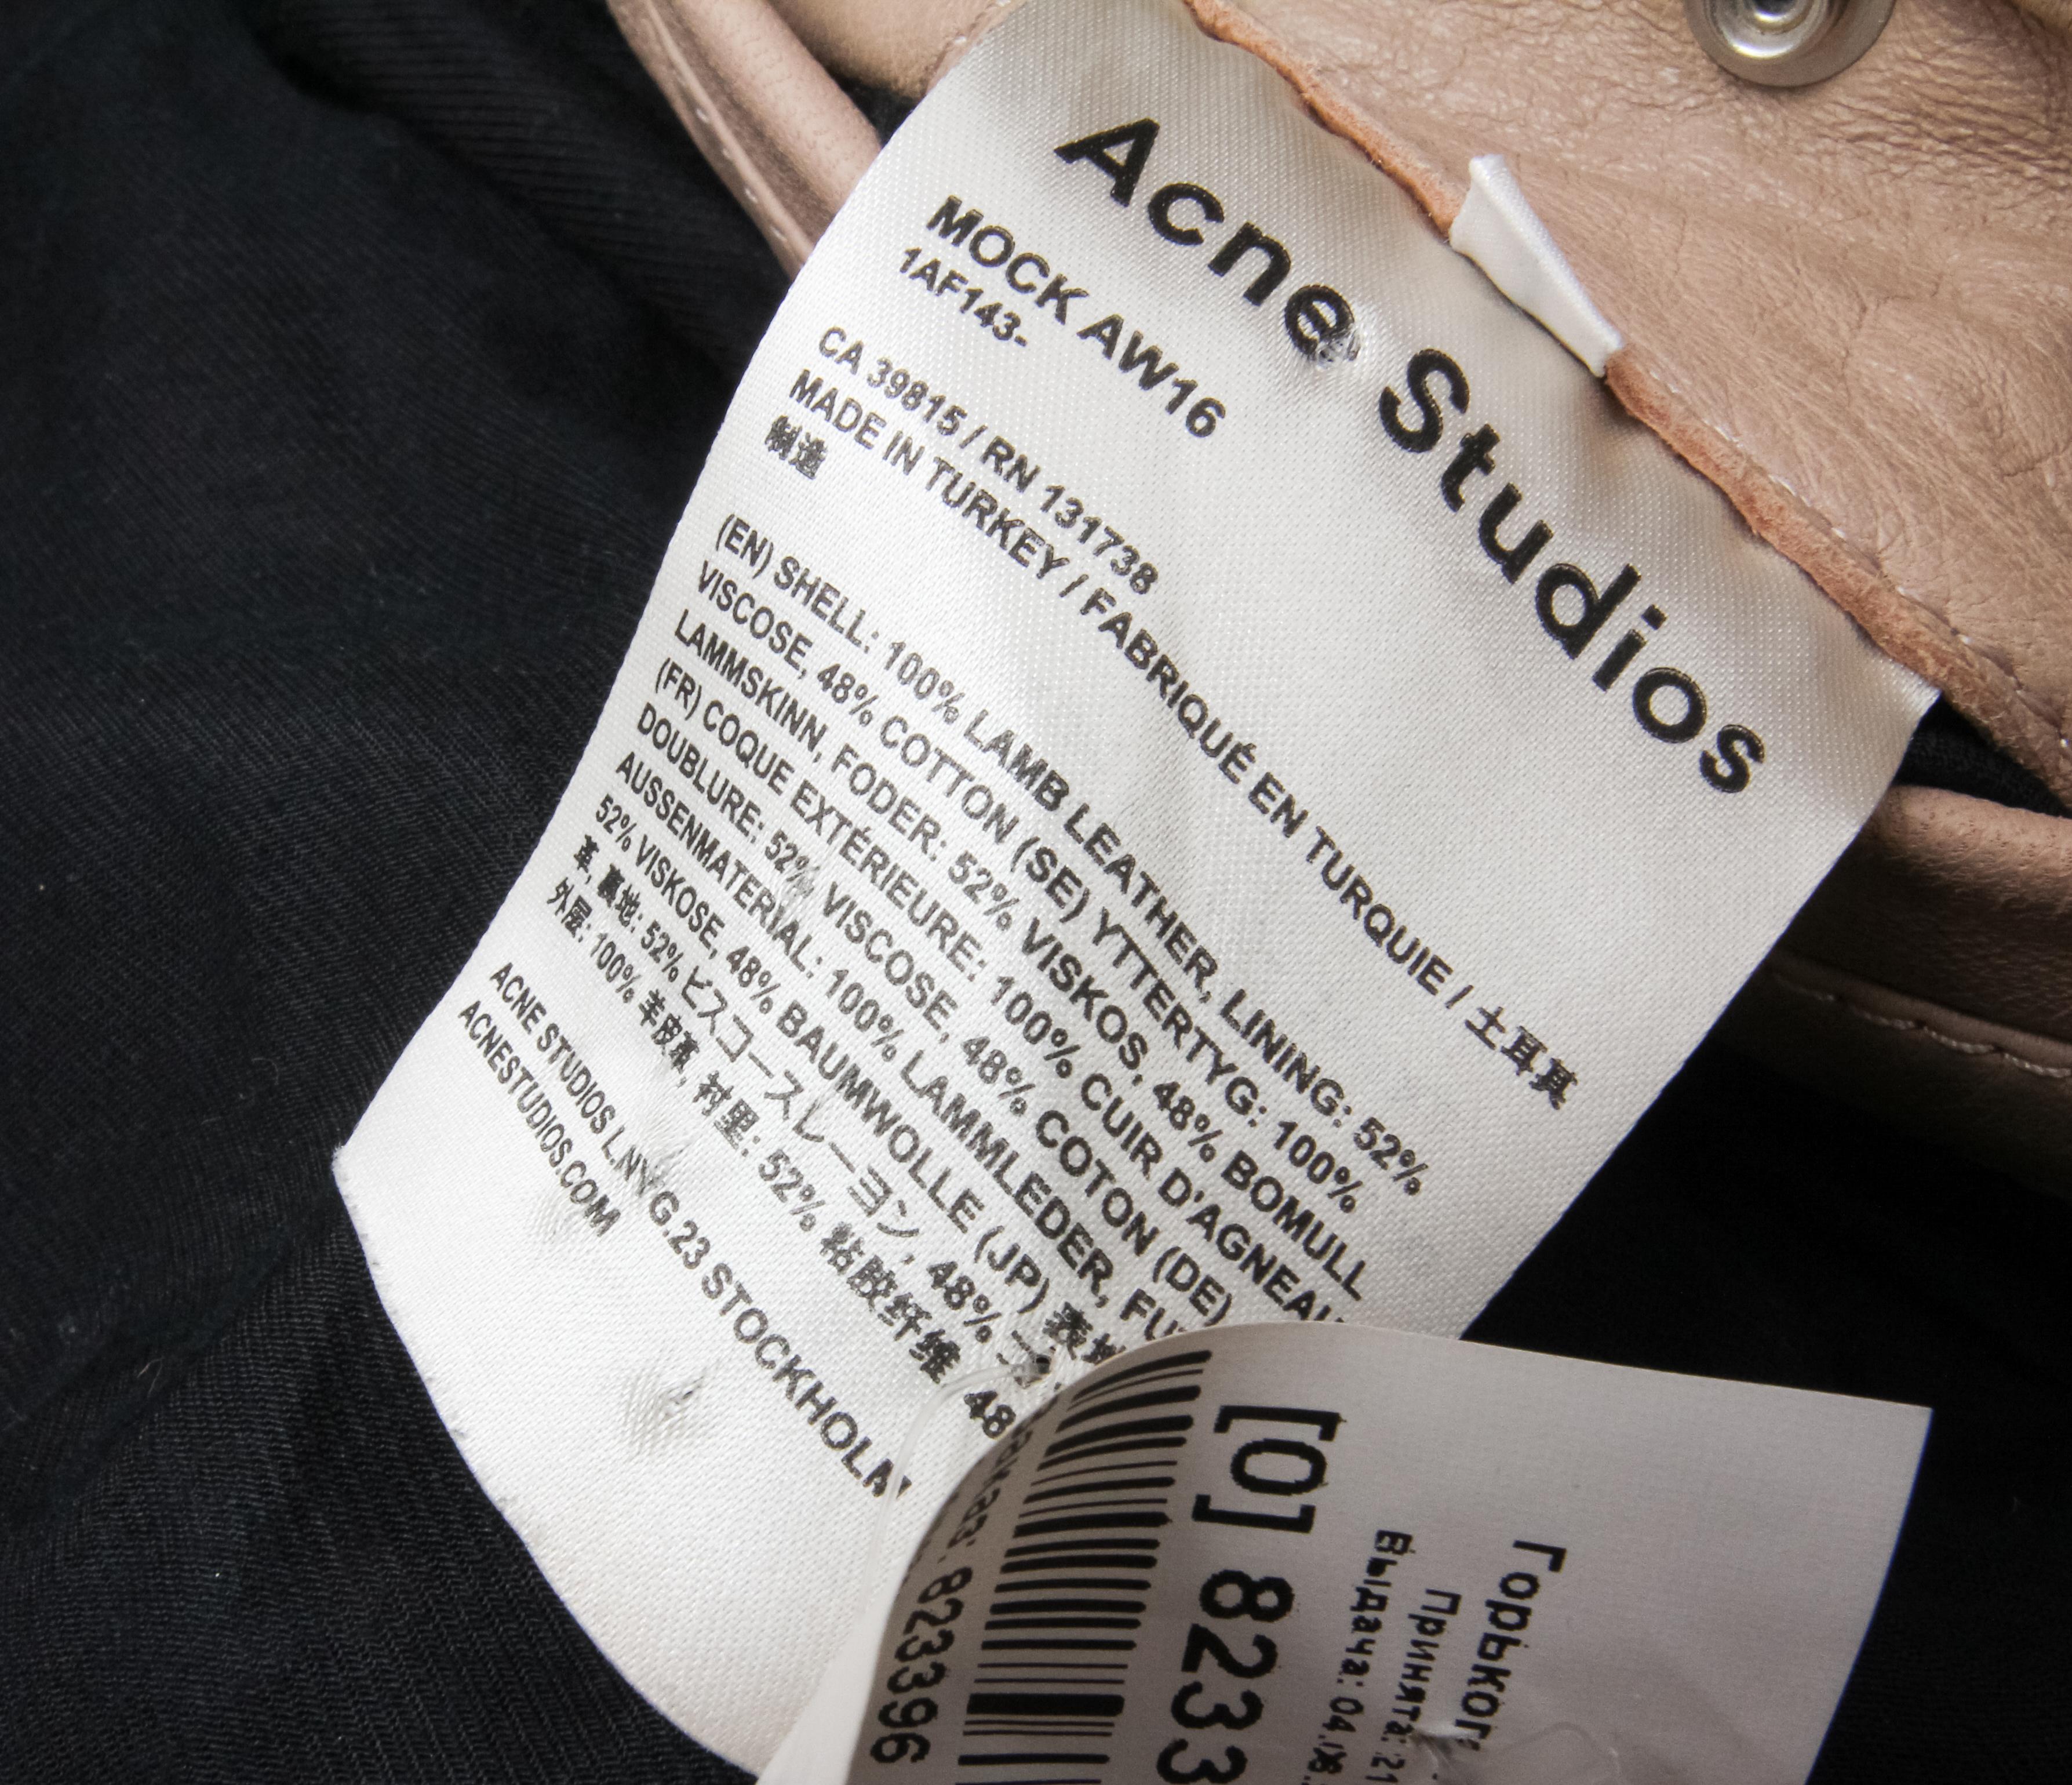 Acne Studios
MOCK AW16
1AF143-
CA 39815 / RN 131738
MADE IN TURKEY / FABRIQUÉ EN TURQUIE / 土耳其
制造
(EN) SHELL: 100% LAMB LEATHER, LINING: 52%
VISCOSE, 48% COTTON (SE) YTTERTYG: 100%
LAMMSKINN, FODER: 52% VISKOS, 48% BOMULL
(FR) COQUE EXTÉRIEURE: 100% CUIR D'AGNEAU
DOUBLURE: 52% VISCOSE, 48% COTON (DE)
AUSSENMATERIAL: 100% LAMMLEDER,
52% VISKOSE, 48% BAUMWOLLE (JP) 表地
革, 裏地: 52% ビスコースレーヨン, 48%
外层: 100% 羊皮革, 衬里: 52% 粘胶纤维 48
ACNE STUDIOS L.NYG.23 STOCKHOLM
ACNESTUDIOS.COM
Принята: 21
Выдача: 04.08.
[0] 8233
823396